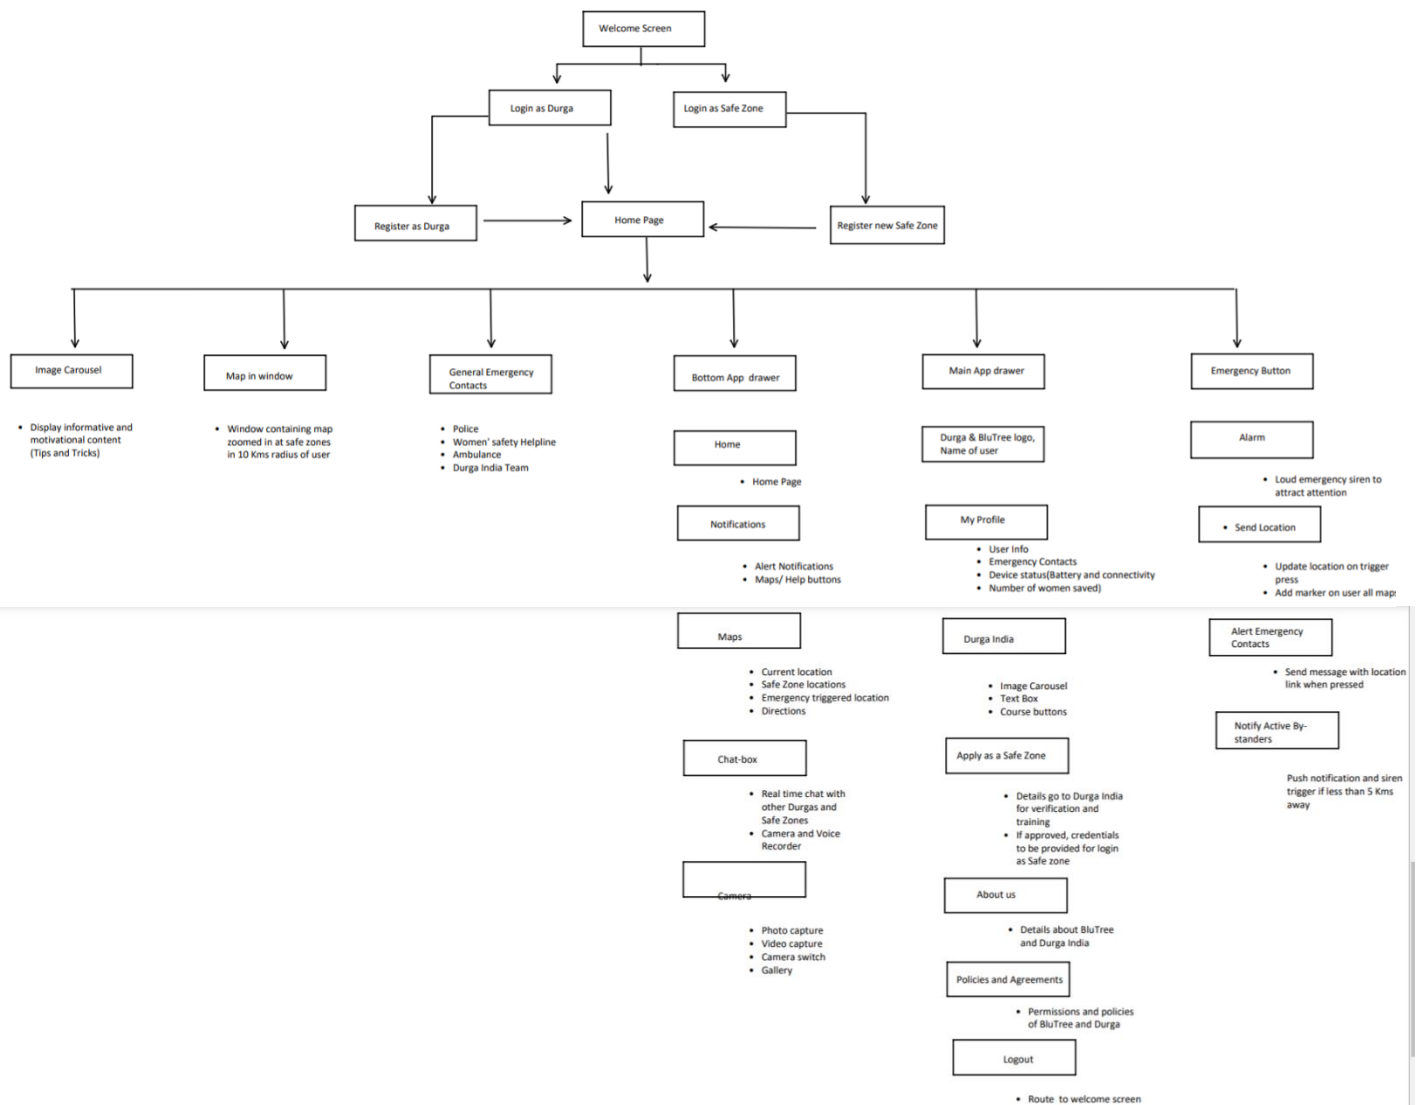 Welcome Screen
Login as Durga
Login as Safe Zone
Register as Durga
Home Page
Register new Safe Zone
Image Carousel
• Display informative and
motivational content
(Tips and Tricks)
Map in window
• Window containing map
zoomed in at safe zones
in 10 Kms radius of user
General Emergency
Contacts
• Police
• Women' safety Helpline
• Ambulance
• Durga India Team
Bottom App drawer
Home
• Home Page
Notifications
• Alert Notifications
• Maps/ Help buttons
Maps
• Current location
• Safe Zone locations
• Emergency triggered location
• Directions
Chat-box
• Real time chat with
other Durgas and
Safe Zones
• Camera and Voice
Recorder
Camera
• Photo capture
• Video capture
• Camera switch
• Gallery
Main App drawer
Durga & BluTree logo,
Name of user
My Profile
• User Info
• Emergency Contacts
• Device status(Battery and connectivity
• Number of women saved)
Durga India
• Image Carousel
• Text Box
• Course buttons
Apply as a Safe Zone
• Details go to Durga India
for verification and
training
• If approved, credentials
to be provided for login
as Safe zone
About us
• Details about BluTree
and Durga India
Policies and Agreements
• Permissions and policies
of BluTree and Durga
Logout
• Route to welcome screen
Emergency Button
Alarm
• Loud emergency siren to
attract attention
• Send Location
• Update location on trigger
press
• Add marker on user all maps
Alert Emergency
Contacts
• Send message with location
link when pressed
Notify Active By-
standers
Push notification and siren
trigger if less than 5 Kms
away